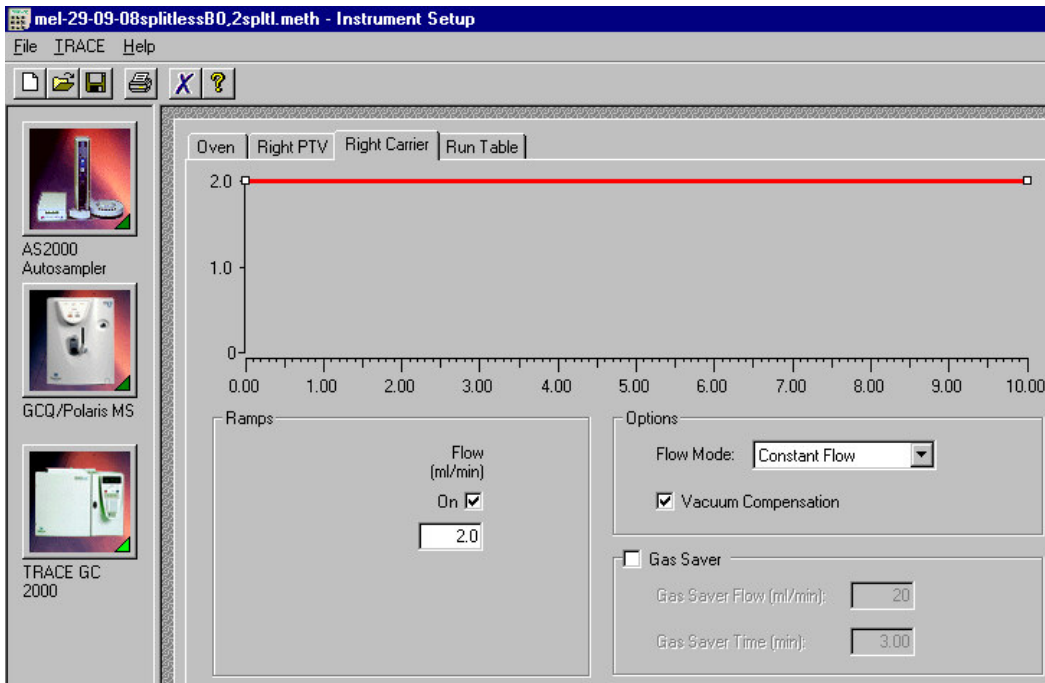 mel-29-09-08splitlessB0,2spltl.meth - Instrument Setup
File TRACE Help
AS2000
Autosampler
GCQ/Polaris MS
TRACE GC
2000
Oven Right PTV Right Carrier Run Table
2.0
1.0
0
0.00 1.00 2.00 3.00 4.00 5.00 6.00 7.00 8.00 9.00 10.00
Ramps
Flow
(ml/min)
On
2.0
Options
Flow Mode: Constant Flow
Vacuum Compensation
Gas Saver
Gas Saver Flow (ml/min): 20
Gas Saver Time (min): 3.00